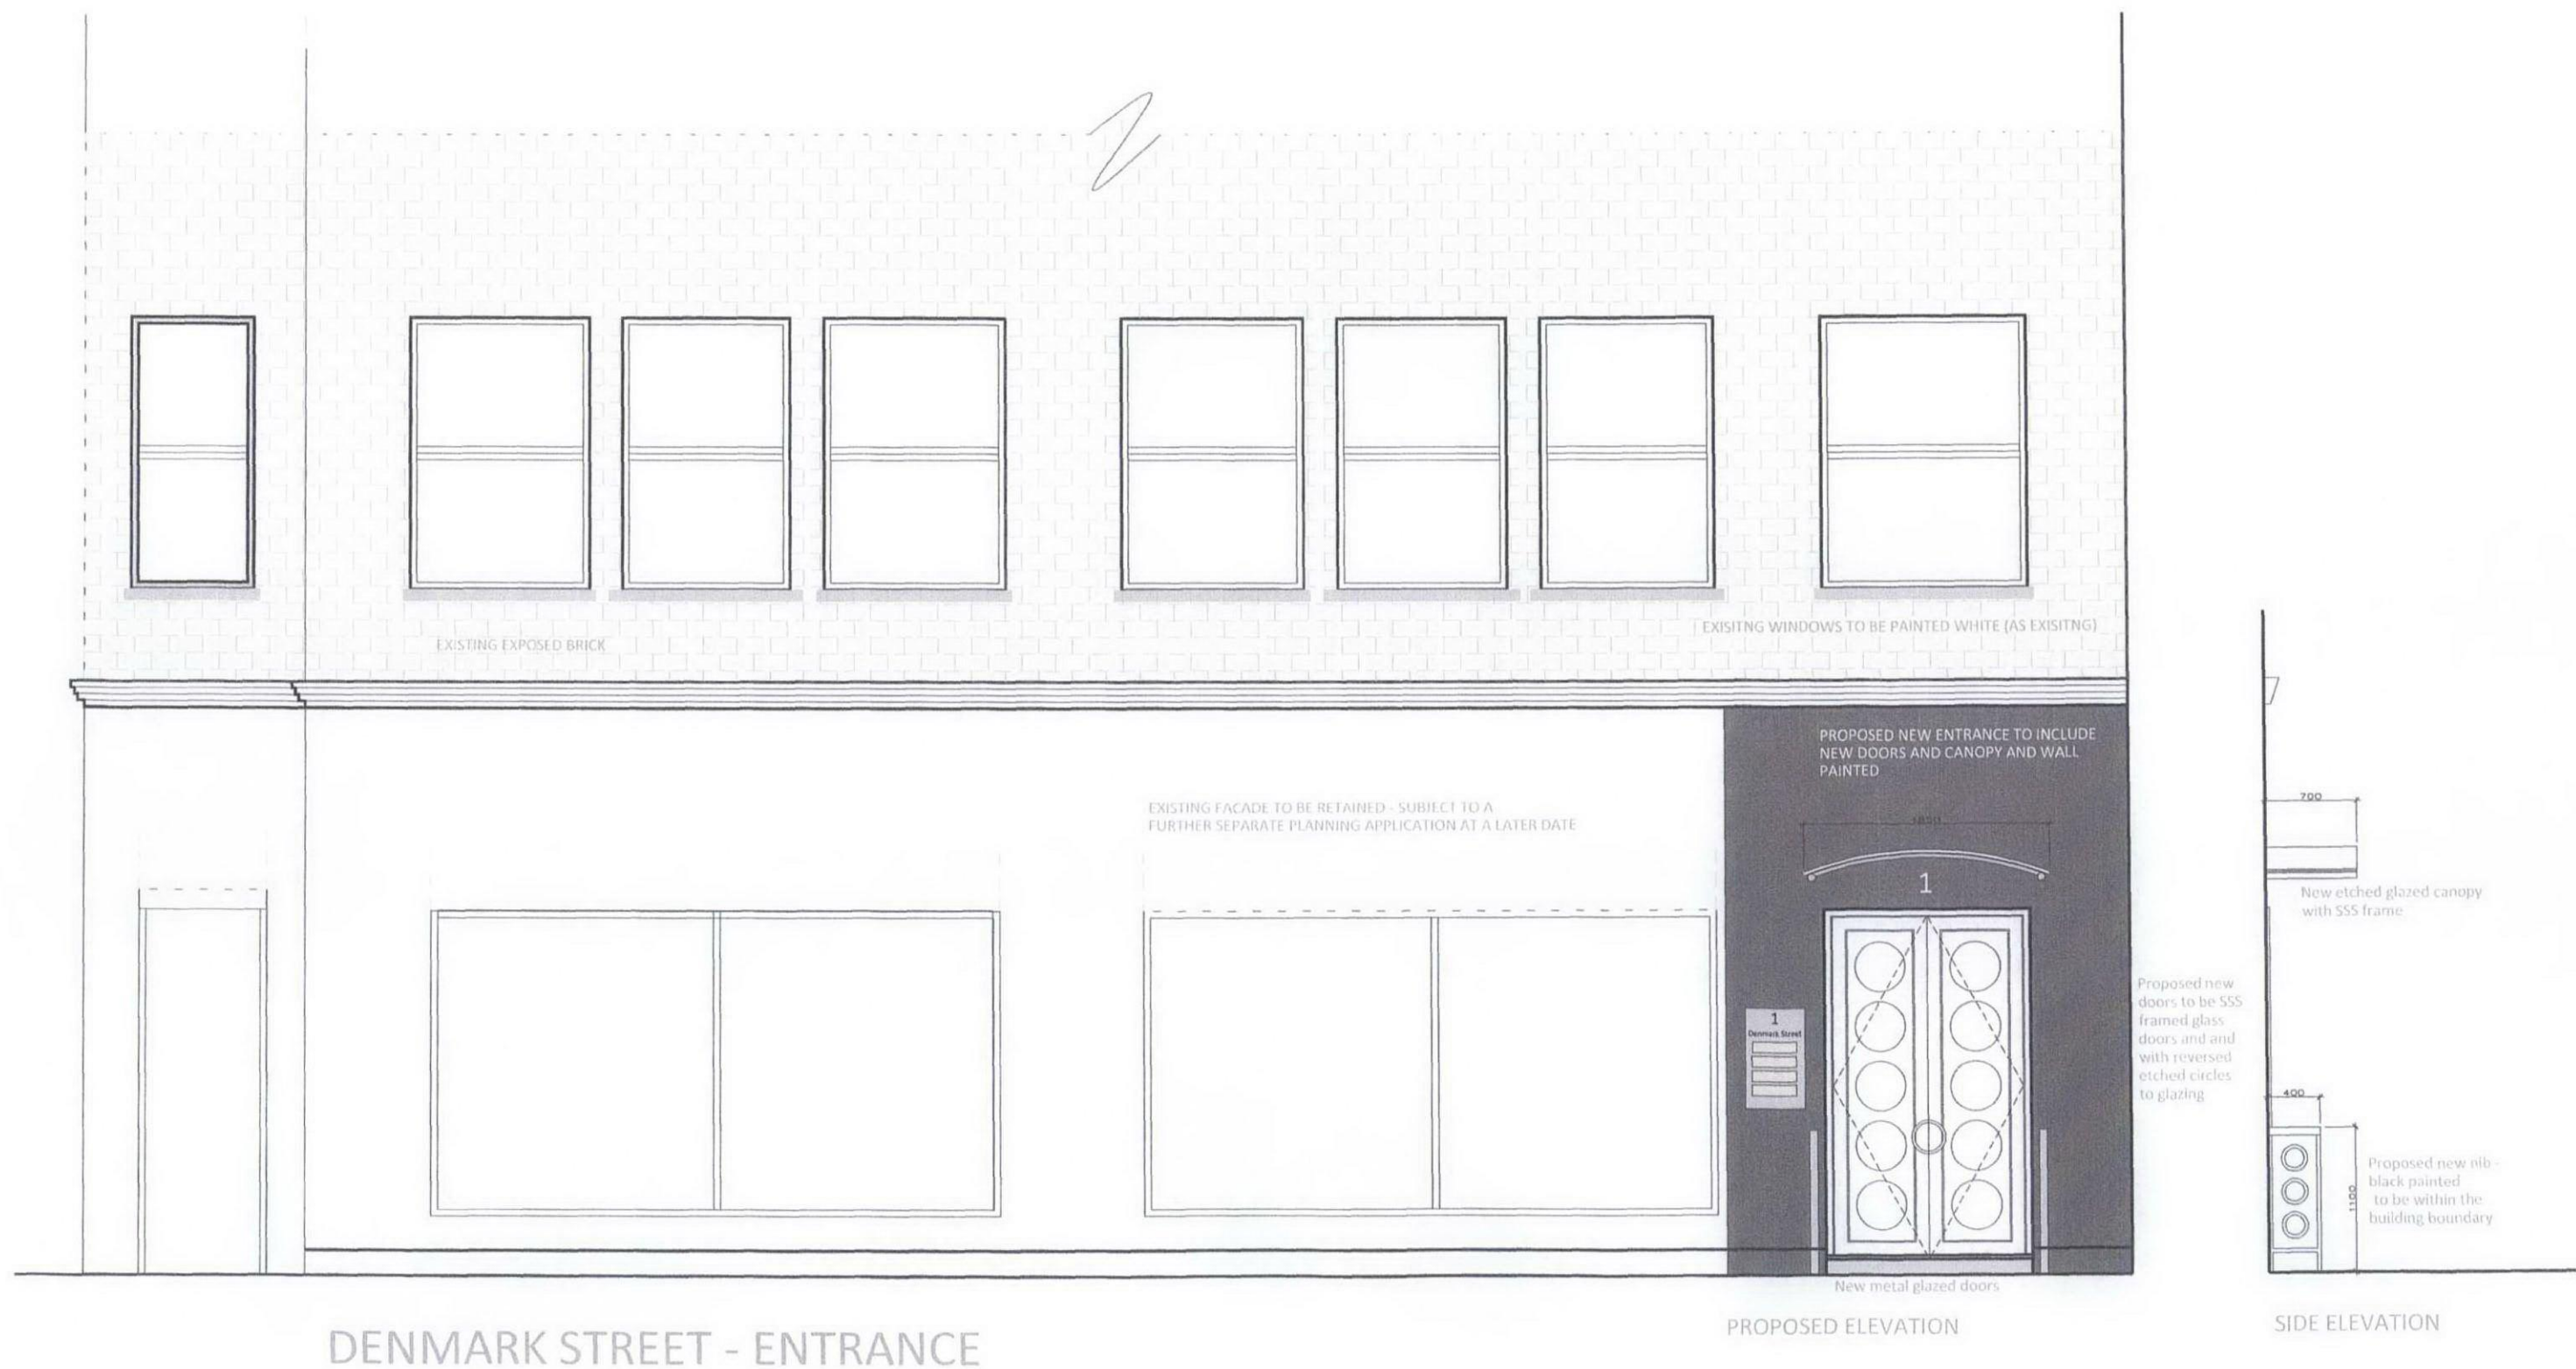 EXISTING EXPOSED BRICK
EXISITNG WINDOWS TO BE PAINTED WHITE (AS EXISITNG)
PROPOSED NEW ENTRANCE TO INCLUDE
NEW DOORS AND CANOPY AND WALL
PAINTED
EXISTING FACADE TO BE RETAINED - SUBJECT TO A
FURTHER SEPARATE PLANNING APPLICATION AT A LATER DATE
1
1
Denmark Street
700
New etched glazed canopy
with SSS frame
Proposed new
doors to be SSS
framed glass
doors and and
with reversed
etched circles
to glazing
400
1100
Proposed new nib -
black painted
to be within the
building boundary
New metal glazed doors
PROPOSED ELEVATION
SIDE ELEVATION
DENMARK STREET - ENTRANCE